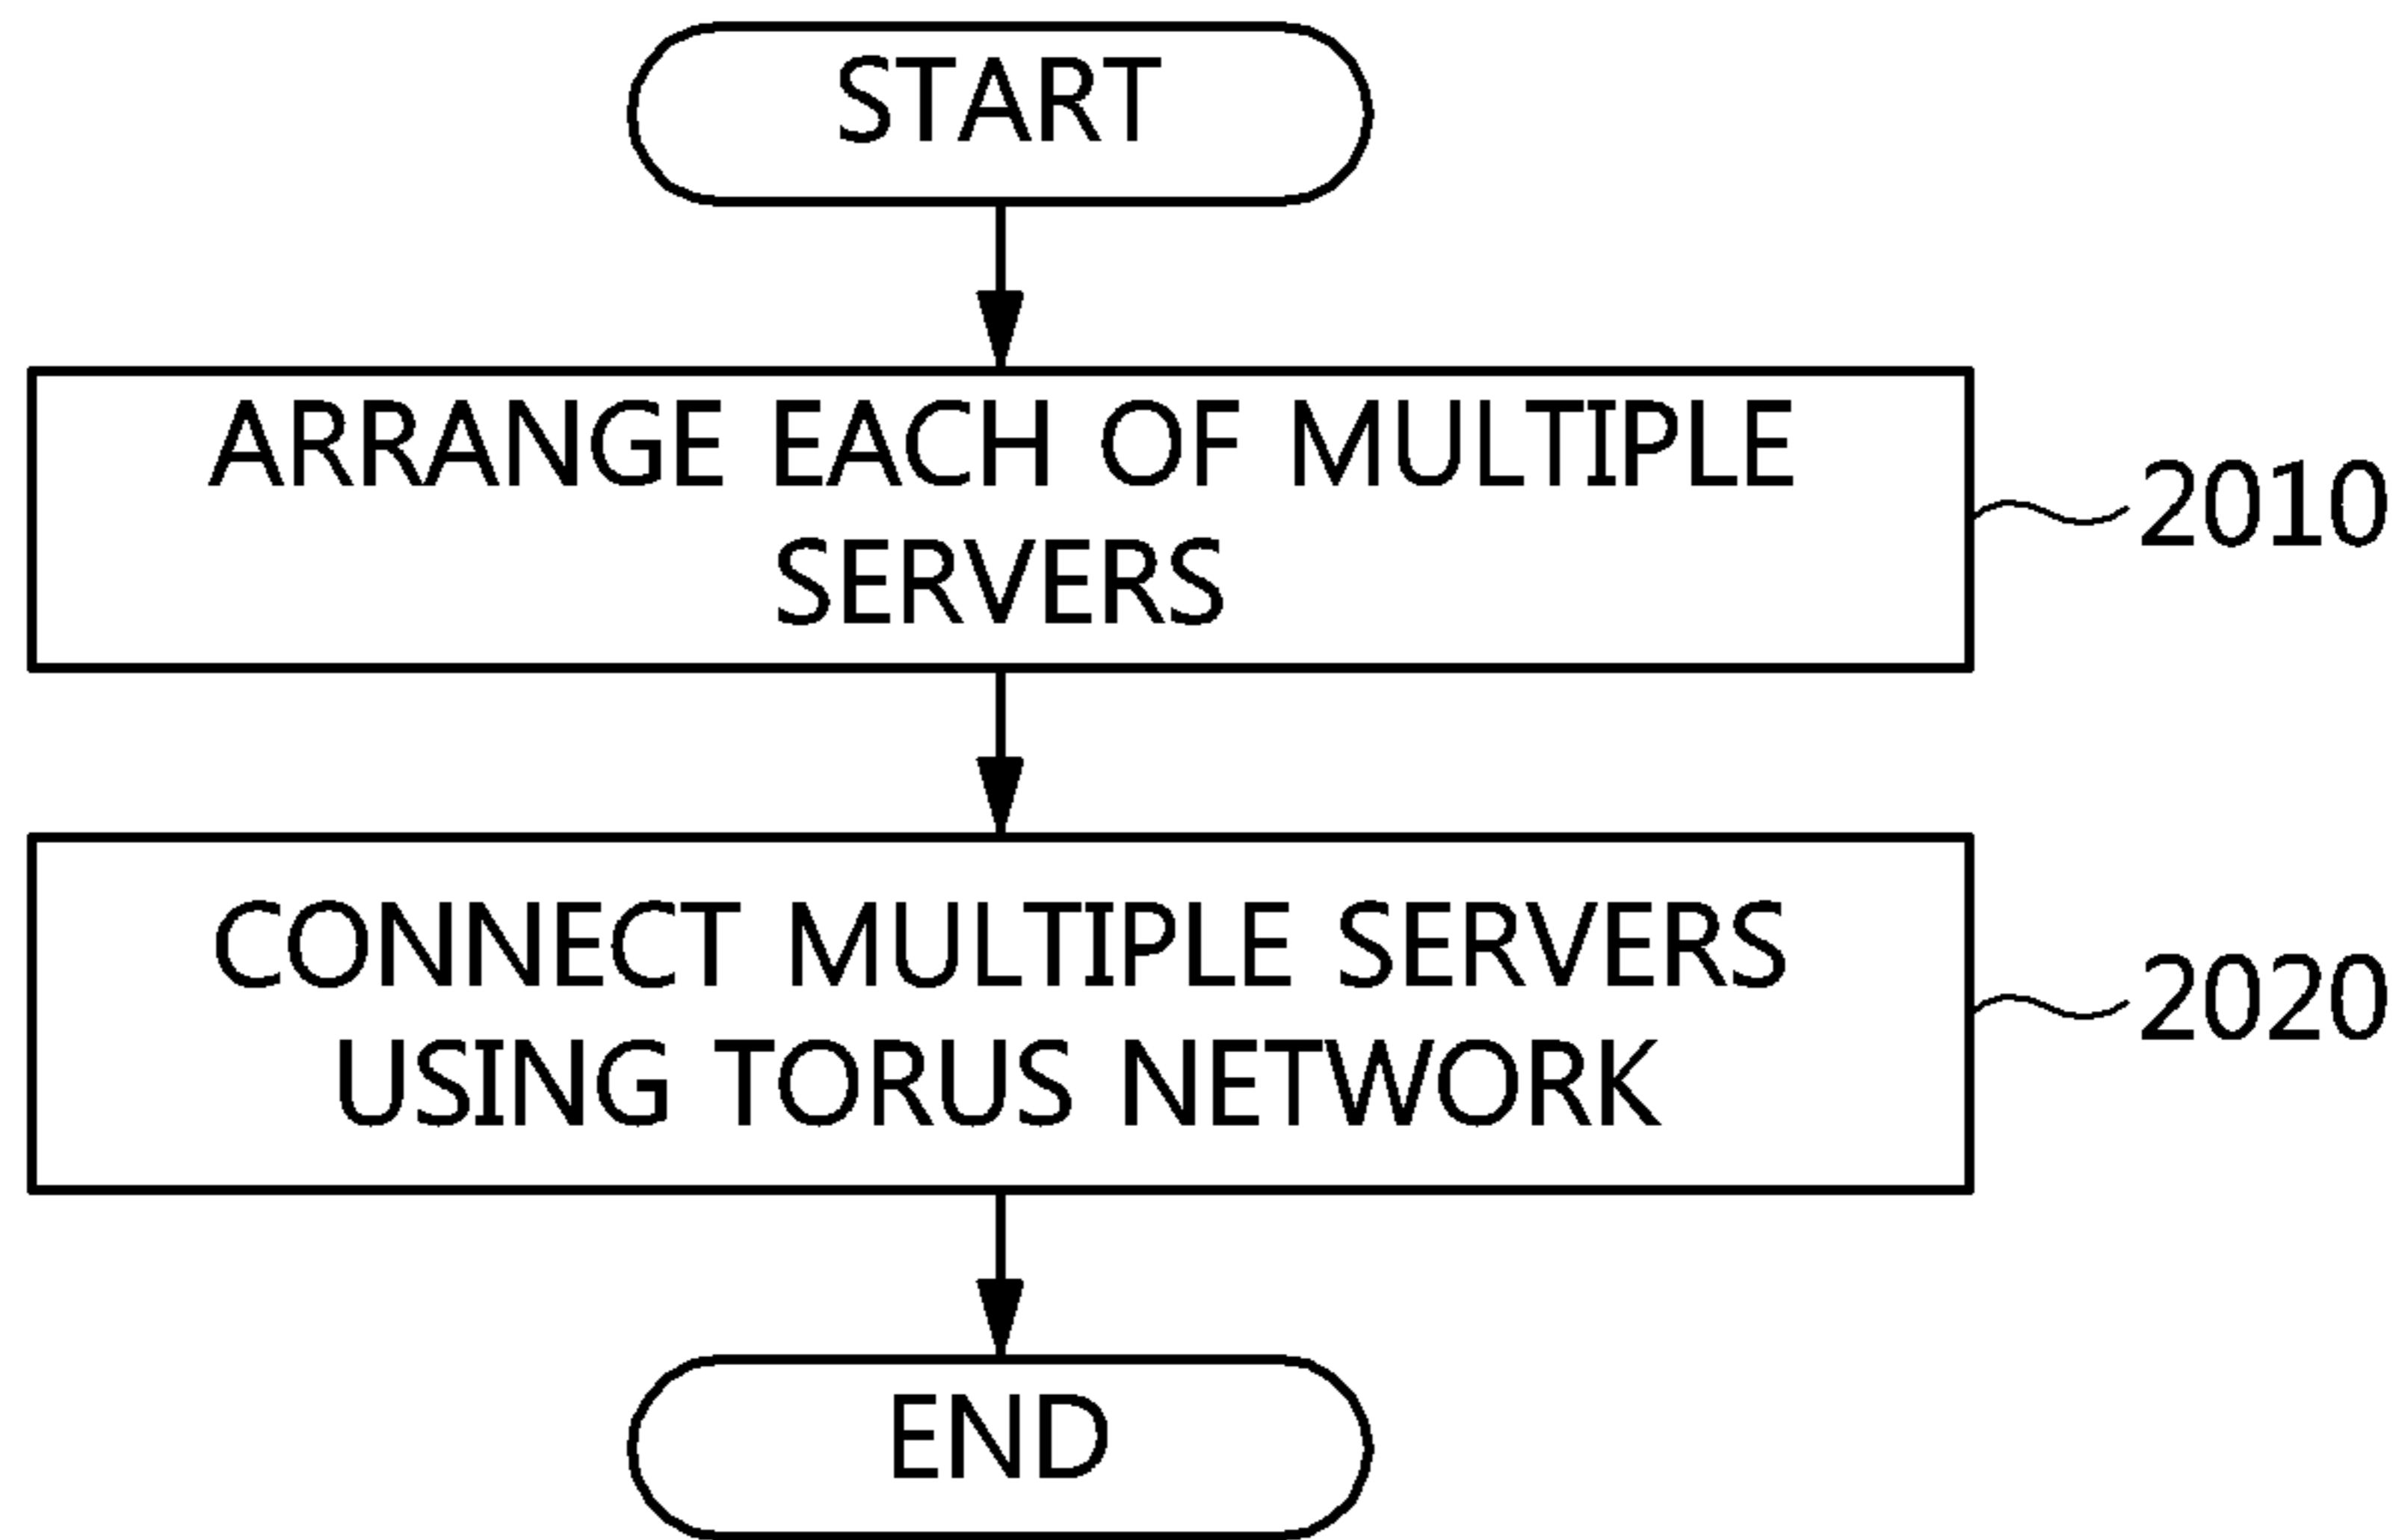 START
ARRANGE EACH OF MULTIPLE
SERVERS
2010
CONNECT MULTIPLE SERVERS
USING TORUS NETWORK
2020
END